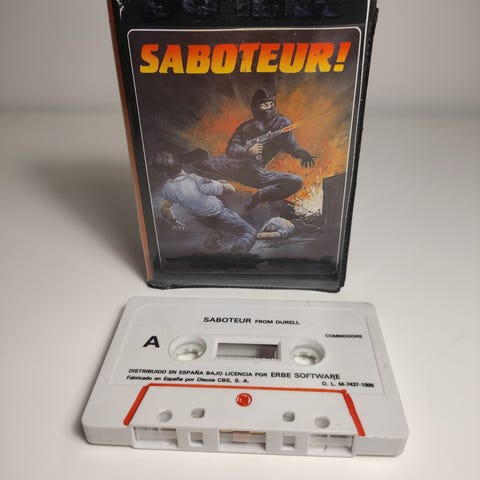 SABOTEUR!
SABOTEUR FROM DURELL
A
COMMODORE
DISTRIBUIDO EN ESPAÑA BAJO LICENCIA POR ERBE SOFTWARE
Fabricado en España por Discos CBS, S. A.
D. L. M-7437-1986